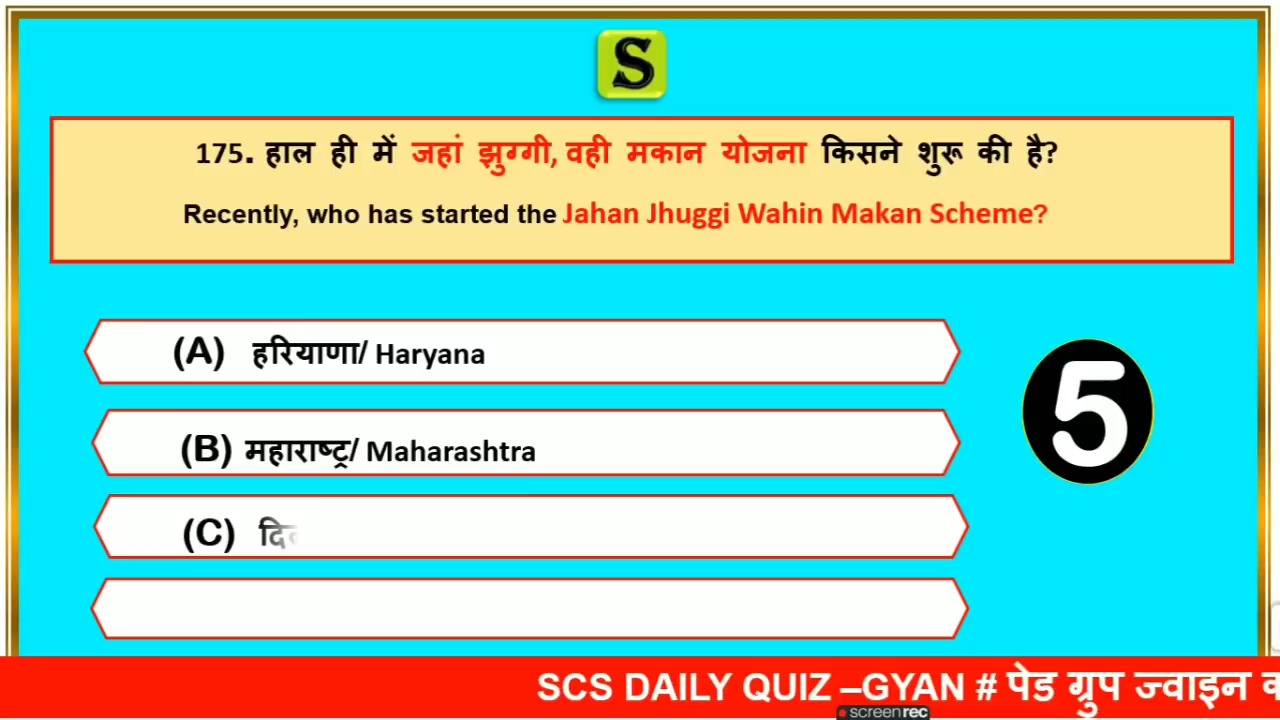 S
175. हाल ही में जहां झुग्गी, वही मकान योजना किसने शुरू की है?
Recently, who has started the Jahan Jhuggi Wahin Makan Scheme?
(A) हरियाणा/ Haryana
(B) महाराष्ट्र/ Maharashtra
5
(C)
SCS DAILY QUIZ –GYAN # पेड ग्रुप ज्वाइन
screenrec